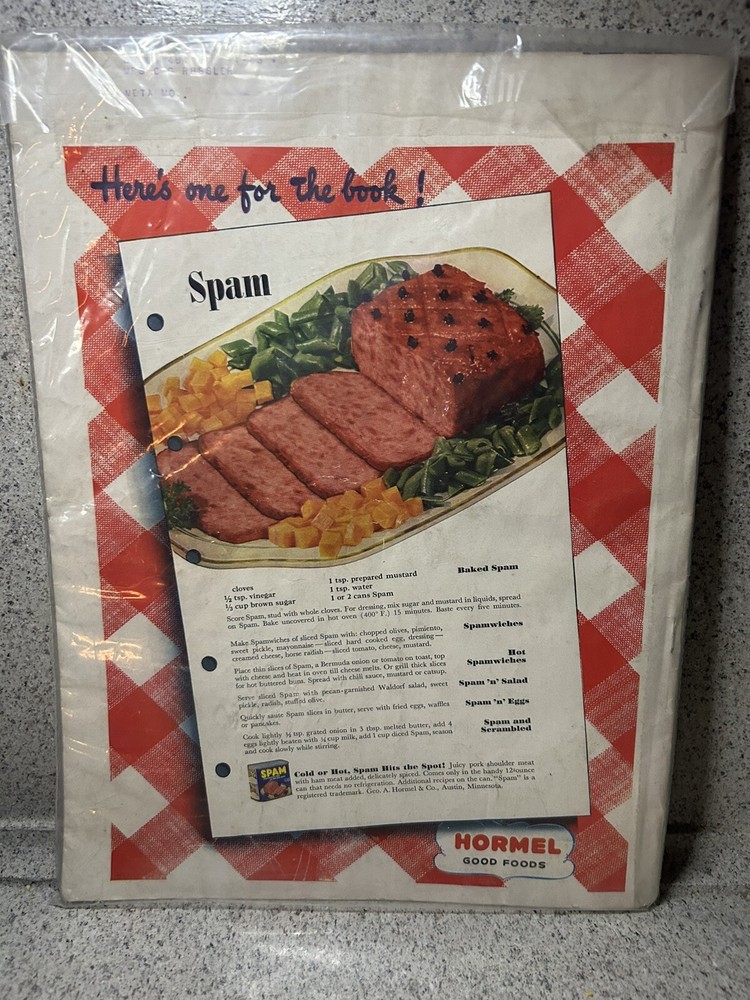 Here's one for the book!
Spam
Baked Spam
cloves
½ tsp. vinegar
⅓ cup brown sugar
1 tsp. prepared mustard
1 tsp. water
1 or 2 cans Spam
Score Spam, stud with whole cloves. For dressing, mix sugar and mustard in liquids, spread
on Spam. Bake uncovered in hot oven (400° F.) 15 minutes. Baste every five minutes.
Spamwiches
Make Spamwiches of sliced Spam with: chopped olives, pimiento,
sweet pickle, mayonnaise—sliced hard cooked egg, dressing—
creamed cheese, horse radish—sliced tomato, cheese, mustard.
Hot
Spamwiches
Place thin slices of Spam, a Bermuda onion or tomato on toast, top
with cheese and heat in oven till cheese melts. Or grill thick slices
for hot buttered buns. Spread with chili sauce, mustard or catsup.
Spam 'n' Salad
Serve sliced Spam with pecan-garnished Waldorf salad, sweet
pickle, radish, stuffed olive.
Spam 'n' Eggs
Quickly saute Spam slices in butter, serve with fried eggs, waffles
or pancakes.
Spam and
Scrambled
Cook lightly tsp. grated onion in 3 tbsp. melted butter, add 4
eggs lightly beaten with ¼ cup milk, add 1 cup diced Spam, season
and cook slowly while stirring.
SPAM
Cold or Hot, Spam Hits the Spot! Juicy pork shoulder meat
with ham meat added, delicately spiced. Comes only in the handy 12-ounce
can that needs no refrigeration. Additional recipes on the can. "Spam" is a
registered trademark. Geo. A. Hormel & Co., Austin, Minnesota.
HORMEL
GOOD FOODS